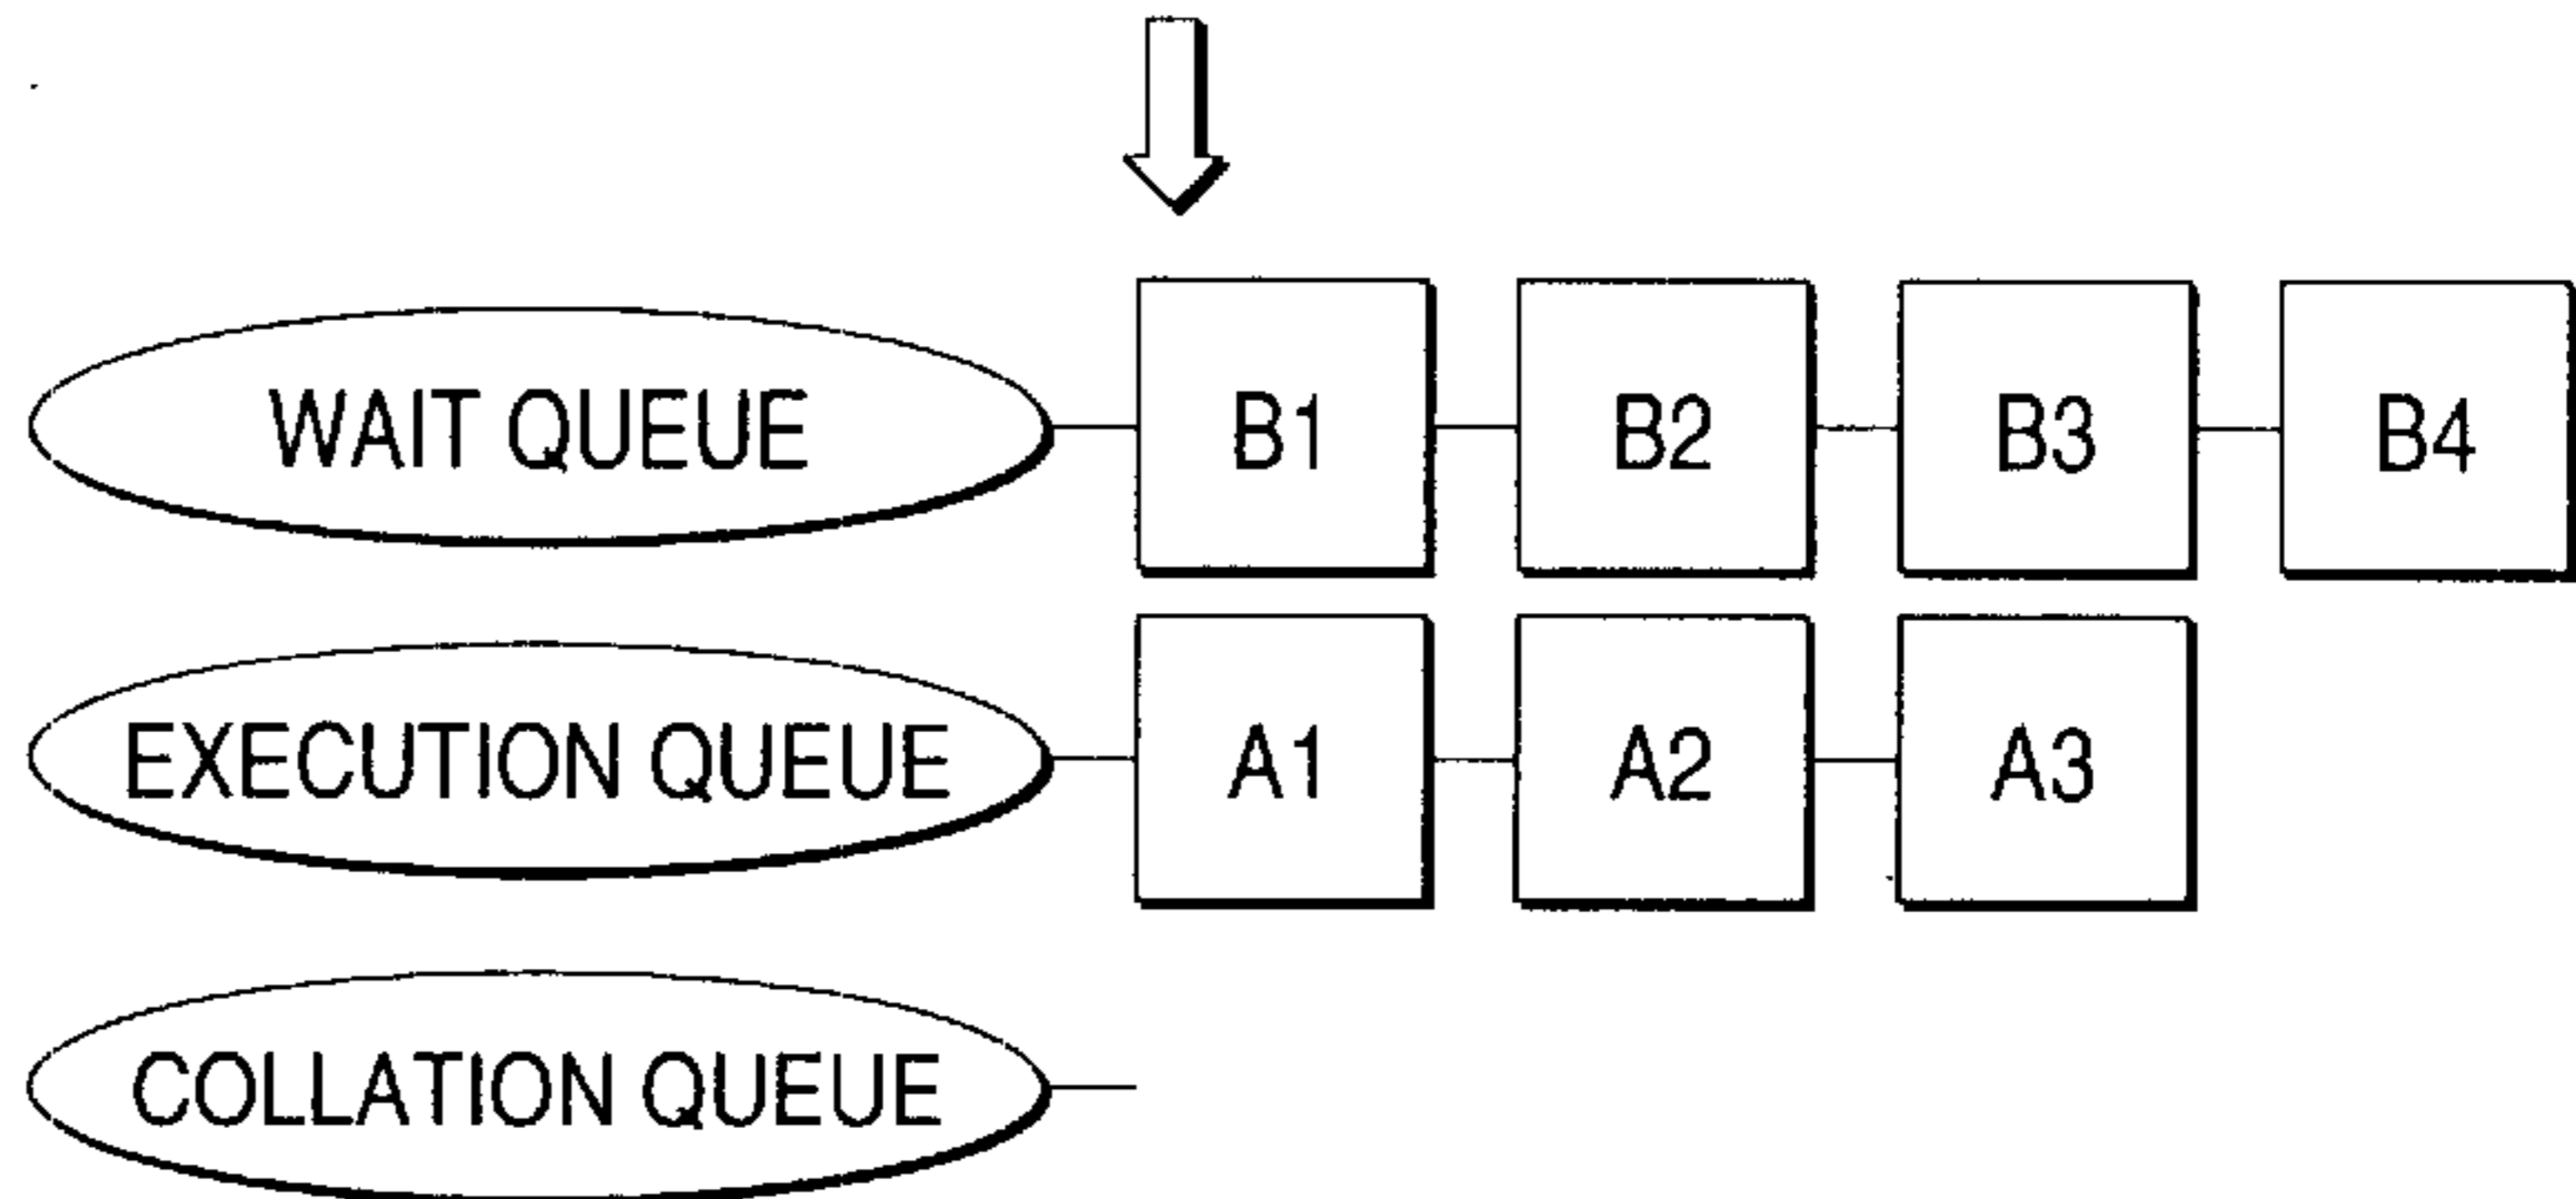 WAIT QUEUE B1 B2 B3 B4
EXECUTION QUEUE A1 A2 A3
COLLATION QUEUE